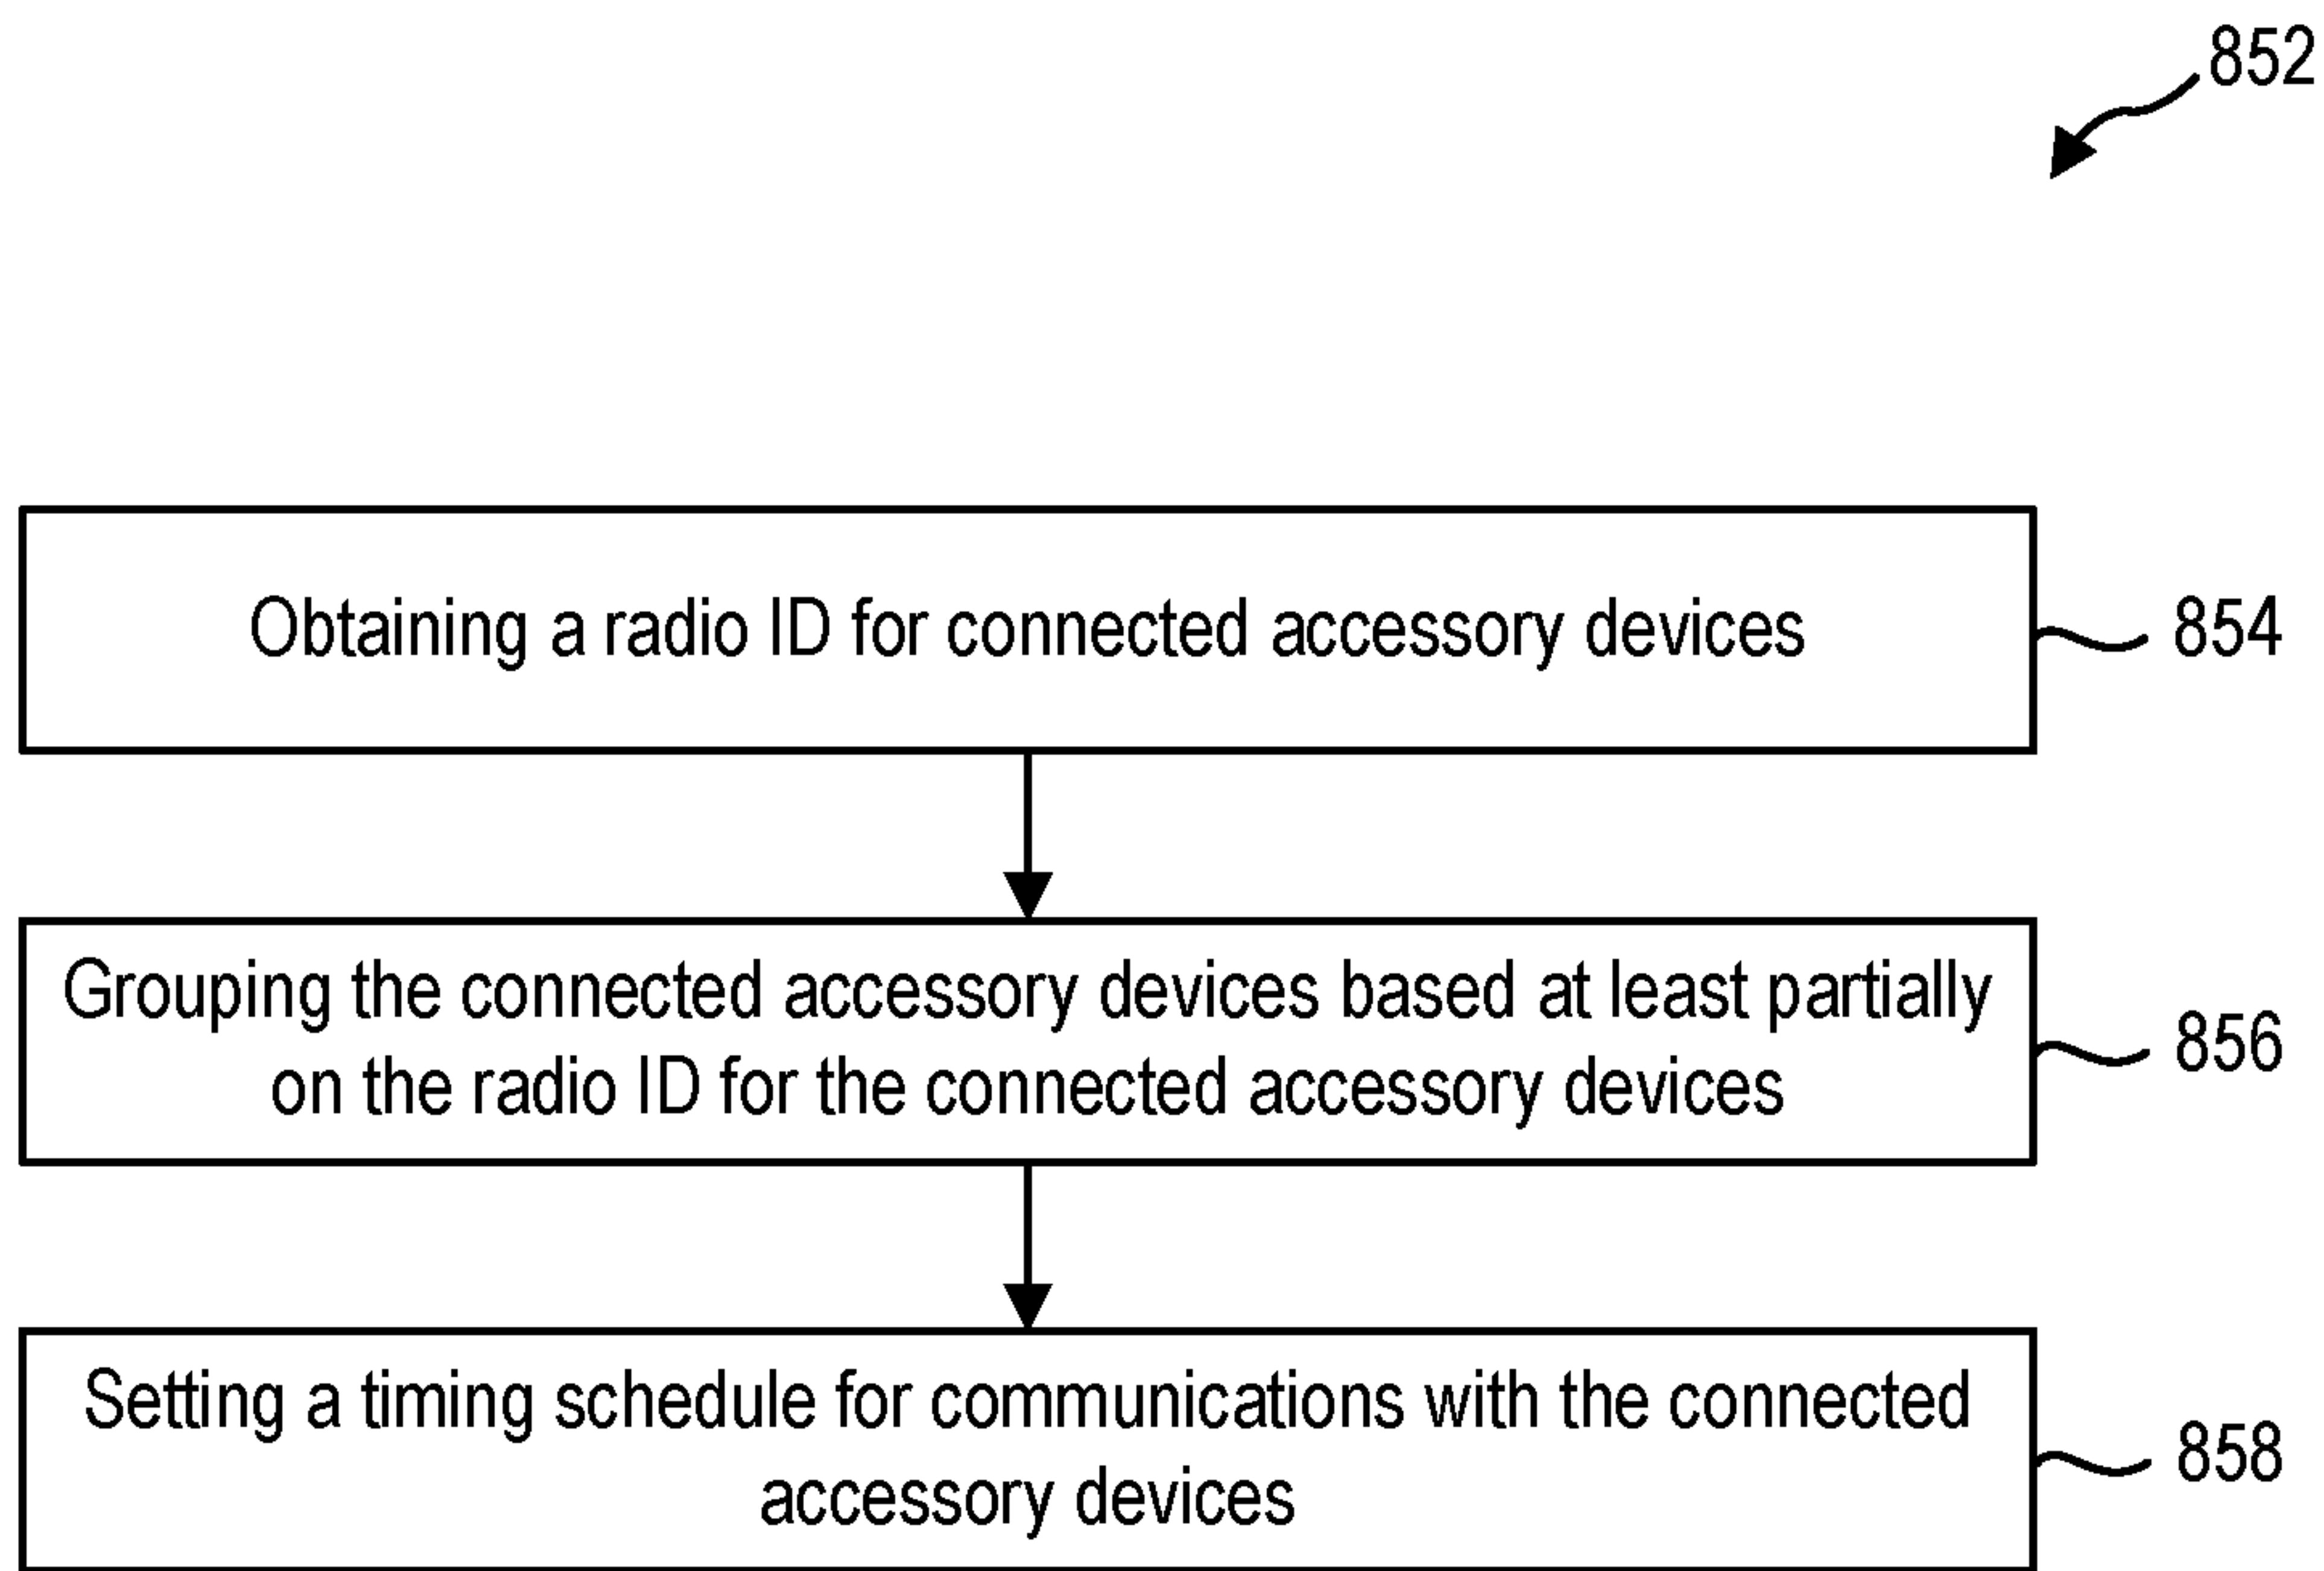 852
Obtaining a radio ID for connected accessory devices
854
Grouping the connected accessory devices based at least partially
on the radio ID for the connected accessory devices
856
Setting a timing schedule for communications with the connected
accessory devices
858